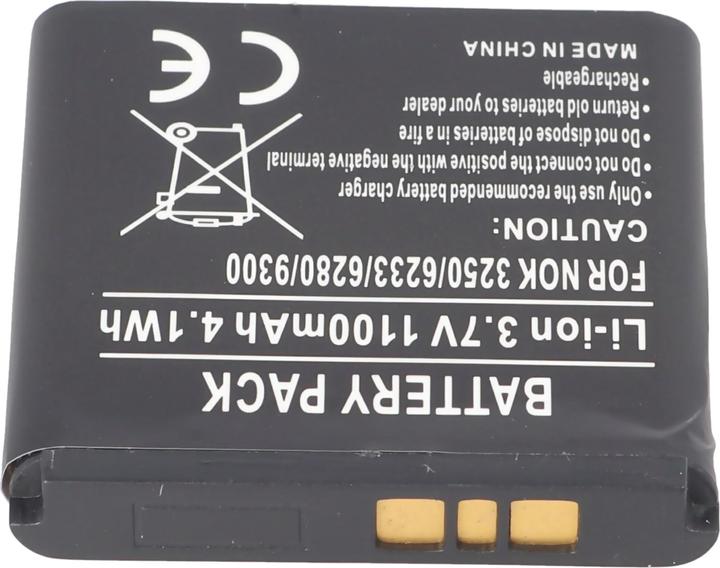 BATTERY PACK
Li-ion 3.7V 1100mAh 4.1Wh
FOR NOK 3250/6233/6280/9300
CAUTION:
•Only use the recommended battery charger
•Do not connect the positive with the negative terminal
•Do not dispose of batteries in a fire
•Return old batteries to your dealer
•Rechargeable
MADE IN CHINA
CE